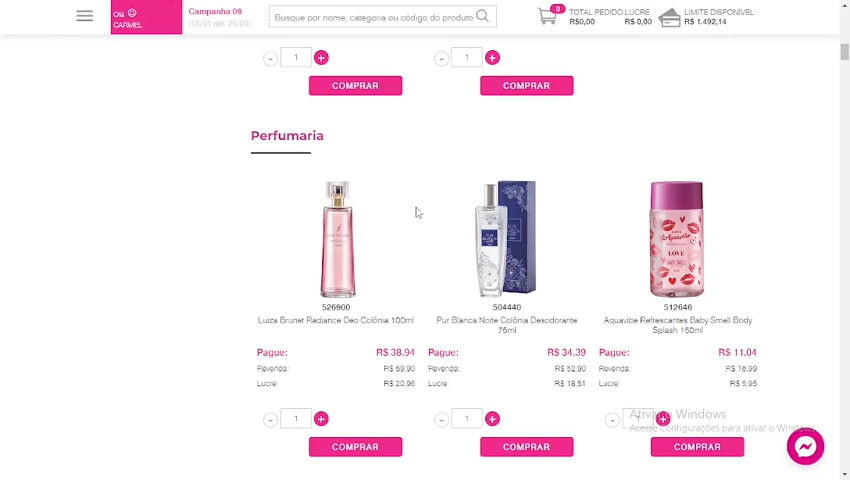 Olá ☺
CARMEL
Campanha 09
(10/01 até: 25/01)
Busque por nome, categoria ou código do produto
0
TOTAL PEDIDO LUCRE
R$0,00 R$ 0,00
LIMITE DISPONÍVEL
R$ 1.492,14
- 1 +
- 1 +
COMPRAR
COMPRAR
Perfumaria
526900
504440
512646
Luiza Brunet Radiance Deo Colônia 100ml
Pur Blanca Noite Colônia Desodorante
75ml
Aquavibe Refrescantes Baby Smell Body
Splash 150ml
Pague: R$ 38,94
Pague: R$ 34,39
Pague: R$ 11,04
Revenda: R$ 59,90
Revenda: R$ 52,90
Revenda: R$ 16,99
Lucre: R$ 20,96
Lucre: R$ 18,51
Lucre: R$ 5,95
- 1 +
- 1 +
- 1 +
Ativar o Windows
Acesse configurações para ativar o Windows.
COMPRAR
COMPRAR
COMPRAR